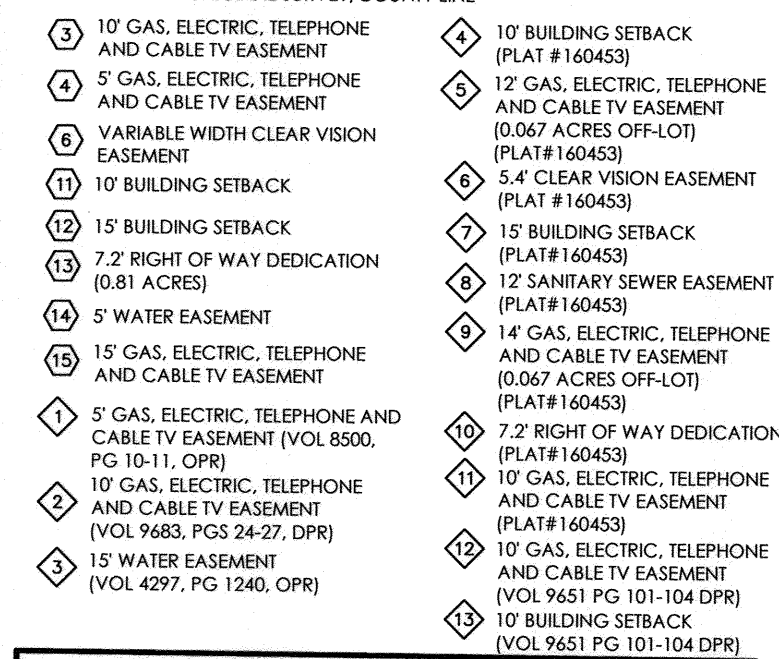 3 10' GAS, ELECTRIC, TELEPHONE
AND CABLE TV EASEMENT
4 5' GAS, ELECTRIC, TELEPHONE
AND CABLE TV EASEMENT
6 VARIABLE WIDTH CLEAR VISION
EASEMENT
11 10' BUILDING SETBACK
12 15' BUILDING SETBACK
13 7.2' RIGHT OF WAY DEDICATION
(0.81 ACRES)
14 5' WATER EASEMENT
15 15' GAS, ELECTRIC, TELEPHONE
AND CABLE TV EASEMENT
1 5' GAS, ELECTRIC, TELEPHONE AND
CABLE TV EASEMENT (VOL 8500,
PG 10-11, OPR)
2 10' GAS, ELECTRIC, TELEPHONE
AND CABLE TV EASEMENT
(VOL 9683, PGS 24-27, DPR)
3 15' WATER EASEMENT
(VOL 4297, PG 1240, OPR)
4 10' BUILDING SETBACK
(PLAT #160453)
5 12' GAS, ELECTRIC, TELEPHONE
AND CABLE TV EASEMENT
(0.067 ACRES OFF-LOT)
(PLAT#160453)
6 5.4' CLEAR VISION EASEMENT
(PLAT #160453)
7 15' BUILDING SETBACK
(PLAT#160453)
8 12' SANITARY SEWER EASEMENT
(PLAT#160453)
9 14' GAS, ELECTRIC, TELEPHONE
AND CABLE TV EASEMENT
(0.067 ACRES OFF-LOT)
(PLAT#160453)
10 7.2' RIGHT OF WAY DEDICATION
(PLAT#160453)
11 10' GAS, ELECTRIC, TELEPHONE
AND CABLE TV EASEMENT
(PLAT#160453)
12 10' GAS, ELECTRIC, TELEPHONE
AND CABLE TV EASEMENT
(VOL 9651 PG 101-104 DPR)
13 10' BUILDING SETBACK
(VOL 9651 PG 101-104 DPR)